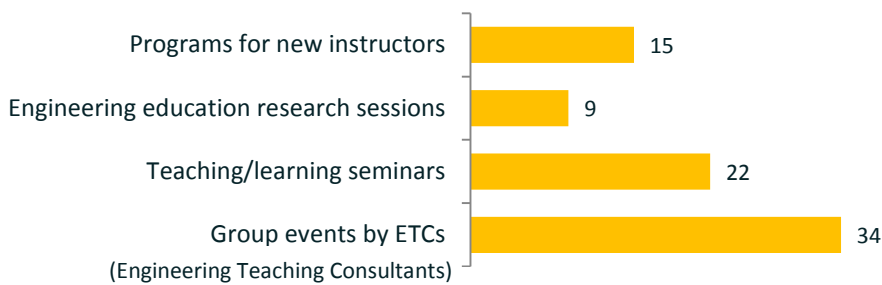 Programs for new instructors 15
Engineering education research sessions 9
Teaching/learning seminars 22
Group events by ETCs 34
(Engineering Teaching Consultants)